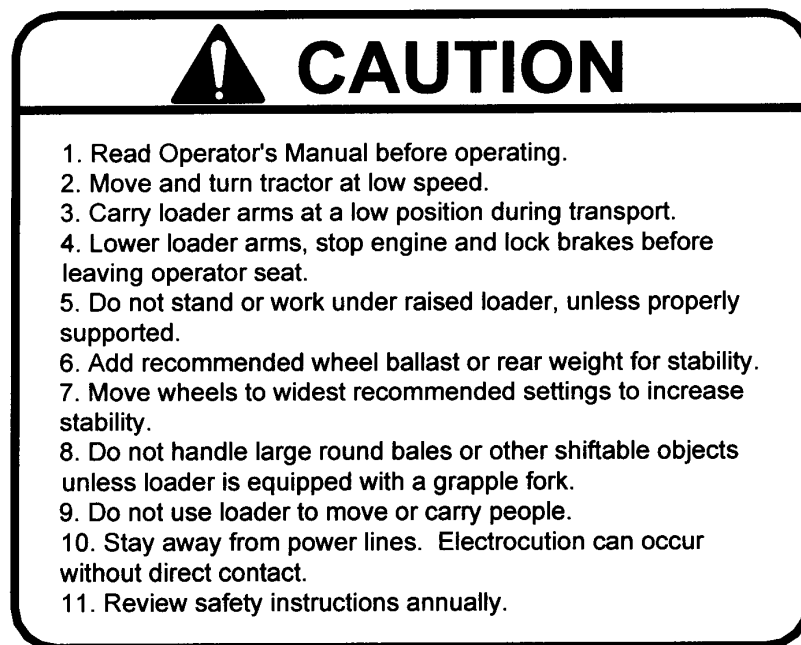 CAUTION
1. Read Operator's Manual before operating.
2. Move and turn tractor at low speed.
3. Carry loader arms at a low position during transport.
4. Lower loader arms, stop engine and lock brakes before
leaving operator seat.
5. Do not stand or work under raised loader, unless properly
supported.
6. Add recommended wheel ballast or rear weight for stability.
7. Move wheels to widest recommended settings to increase
stability.
8. Do not handle large round bales or other shiftable objects
unless loader is equipped with a grapple fork.
9. Do not use loader to move or carry people.
10. Stay away from power lines.  Electrocution can occur
without direct contact.
11. Review safety instructions annually.